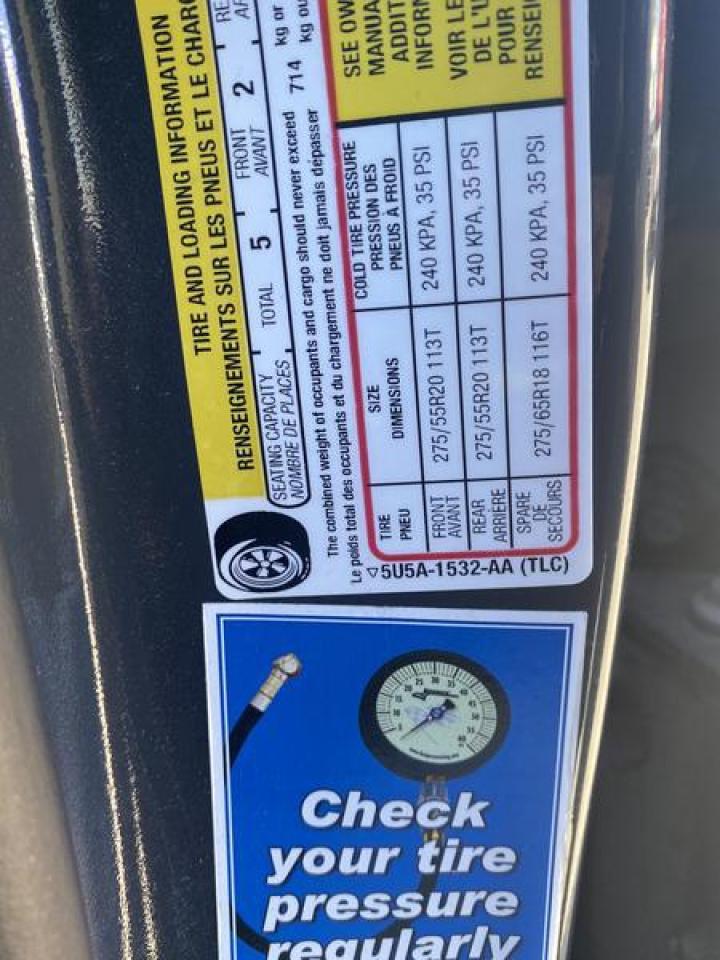 TIRE AND LOADING INFORMATION
RENSEIGNEMENTS SUR LES PNEUS ET LE CHARG
SEATING CAPACITY
NOMBRE DE PLACES
TOTAL 5
FRONT
AVANT
2
RE
AR
The combined weight of occupants and cargo should never exceed 714 kg or
Le poids total des occupants et du chargement ne doit jamais dépasser kg ou
TIRE
PNEU
SIZE
DIMENSIONS
COLD TIRE PRESSURE
PRESSION DES
PNEUS À FROID
FRONT
AVANT
275/55R20 113T
240 KPA, 35 PSI
REAR
ARRIÈRE
275/55R20 113T
240 KPA, 35 PSI
SPARE
DE
SECOURS
275/65R18 116T
240 KPA, 35 PSI
SEE OW
MANUA
ADDIT
INFORM
VOIR LE
DE L'U
POUR
RENSEI
5U5A-1532-AA (TLC)
Check
your tire
pressure
regularly